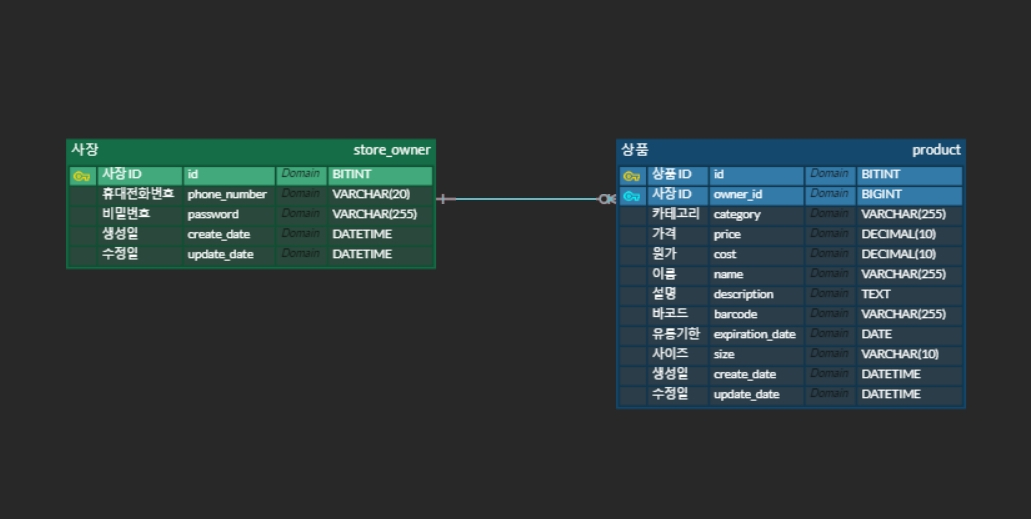 사장 store_owner
사장 ID id Domain BITINT
휴대전화번호 phone_number Domain VARCHAR(20)
비밀번호 password Domain VARCHAR(255)
생성일 create_date Domain DATETIME
수정일 update_date Domain DATETIME
상품 product
상품 ID id Domain BITINT
사장 ID owner_id Domain BIGINT
카테고리 category Domain VARCHAR(255)
가격 price Domain DECIMAL(10)
원가 cost Domain DECIMAL(10)
이름 name Domain VARCHAR(255)
설명 description Domain TEXT
바코드 barcode Domain VARCHAR(255)
유통기한 expiration_date Domain DATE
사이즈 size Domain VARCHAR(10)
생성일 create_date Domain DATETIME
수정일 update_date Domain DATETIME